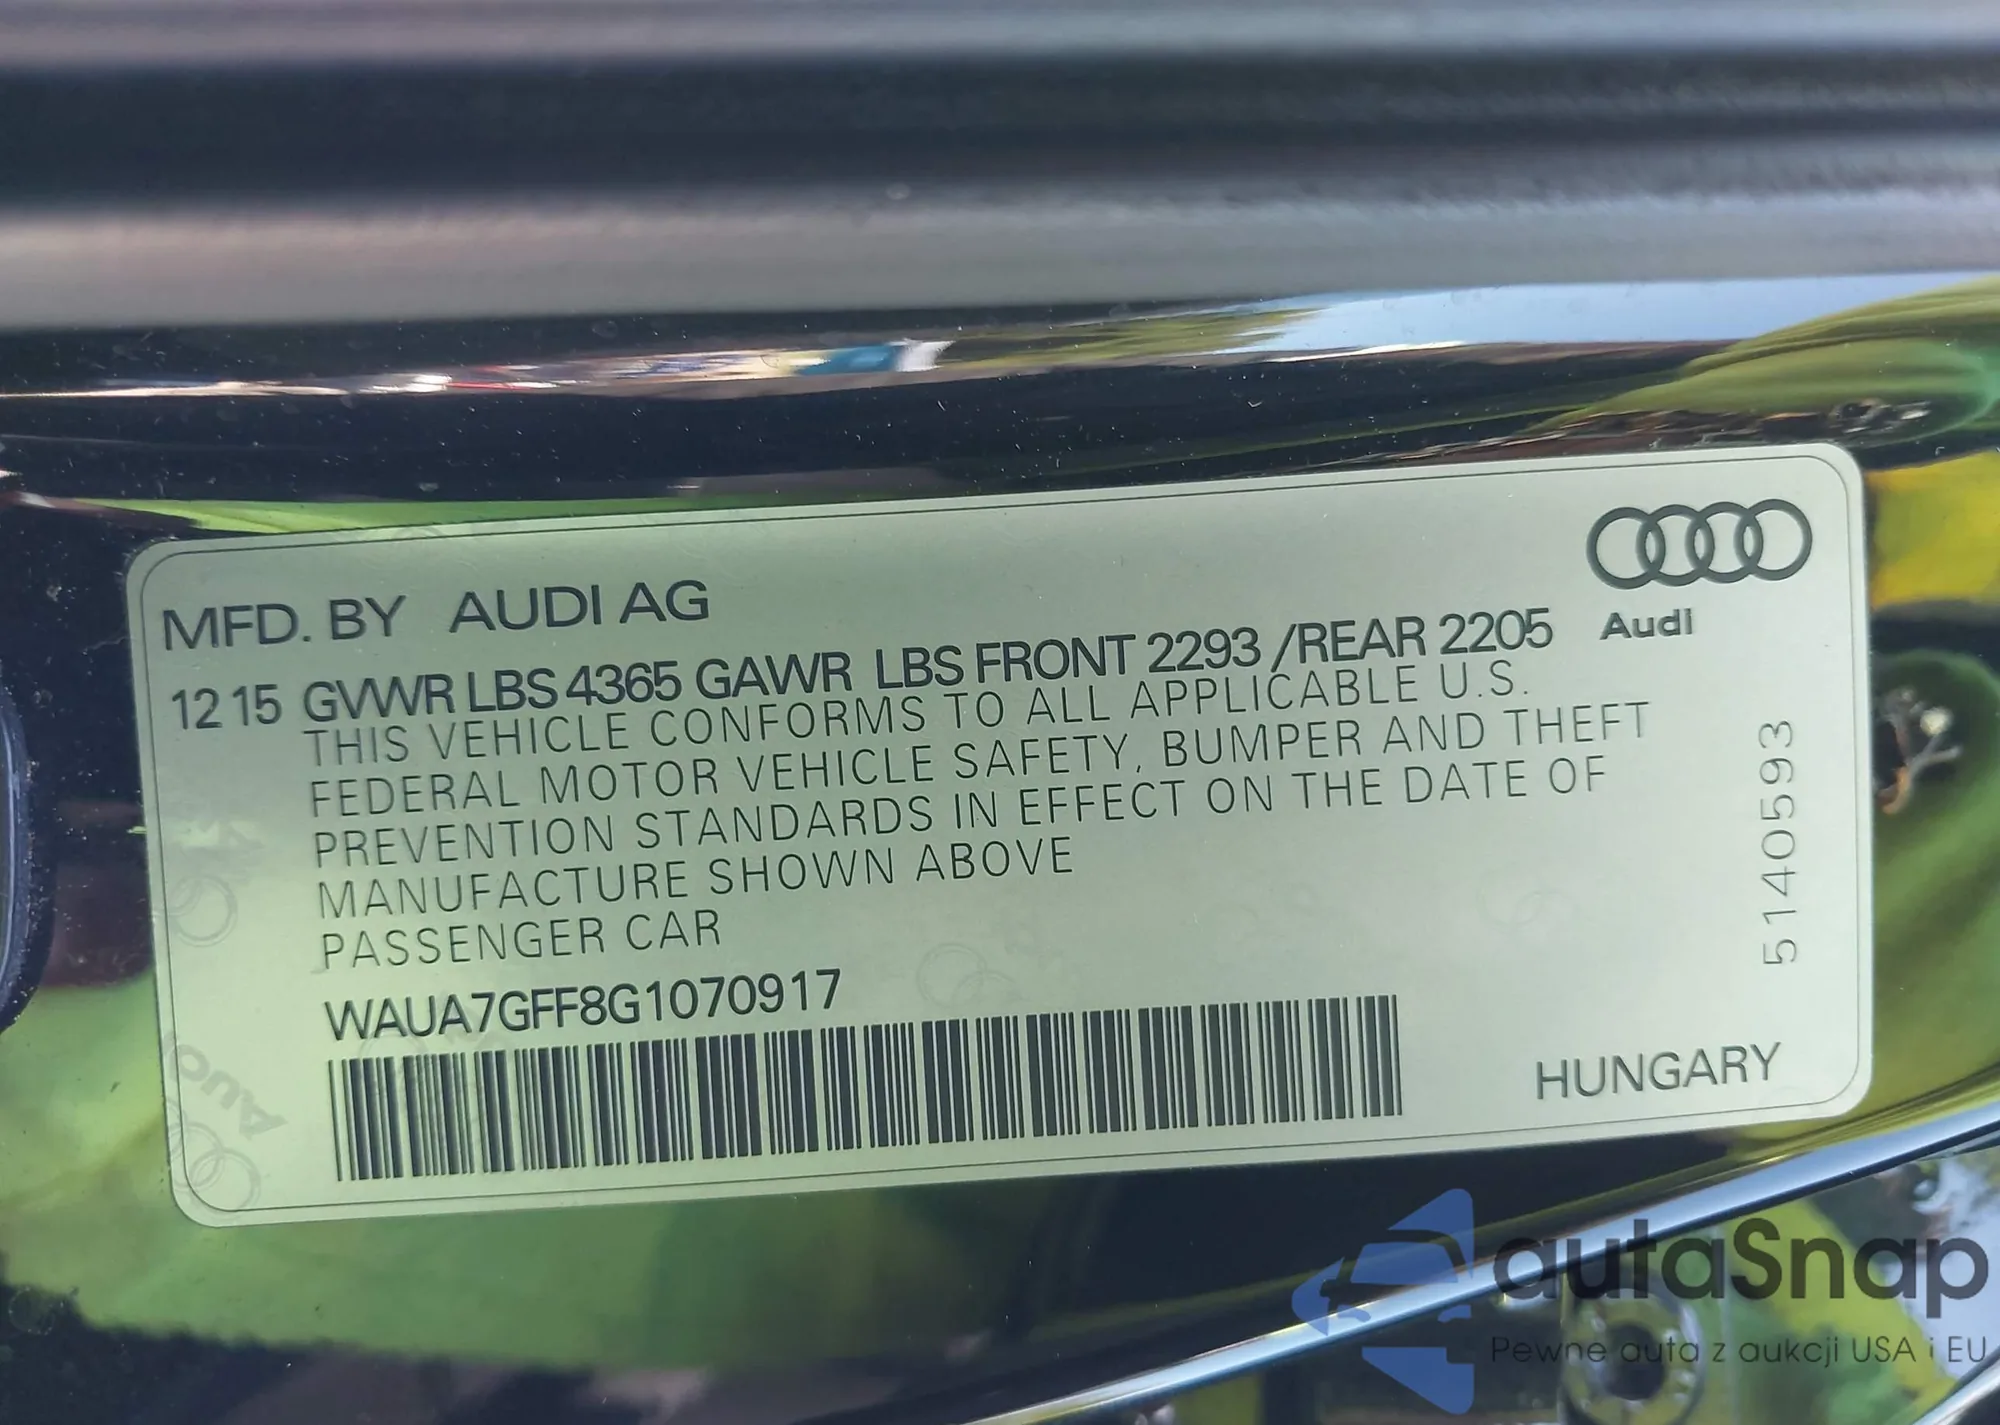 MFD. BY AUDI AG
12 15 GVWR LBS 4365 GAWR LBS FRONT 2293 /REAR 2205
Audi
THIS VEHICLE CONFORMS TO ALL APPLICABLE U.S.
FEDERAL MOTOR VEHICLE SAFETY, BUMPER AND THEFT
PREVENTION STANDARDS IN EFFECT ON THE DATE OF
MANUFACTURE SHOWN ABOVE
PASSENGER CAR
WAUA7GFF8G1070917
5140593
HUNGARY
Audi
autaSnap
Pewne auta z aukcji USA i EU